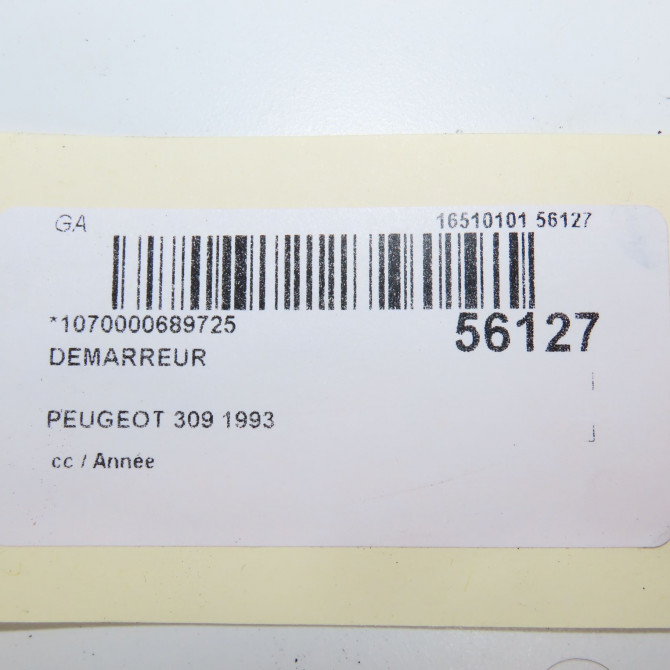 GA
16510101 56127
*1070000689725
56127
DEMARREUR
PEUGEOT 309 1993
cc / Année